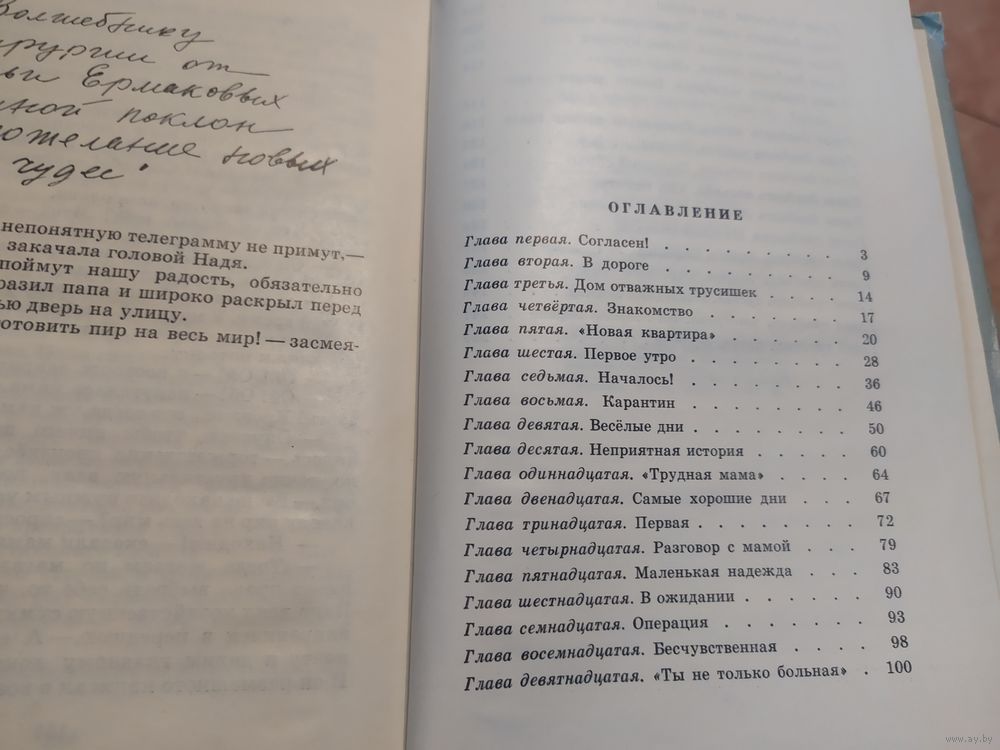 Волшебнику
Ермаковых
поклон
новых
чудес
непонятную телеграмму не примут,—
закачала головой Надя.
поймут нашу радость, обязательно
папа и широко раскрыл перед
дверь на улицу.
пир на весь мир! — засмея-
ОГЛАВЛЕНИЕ
Глава первая. Согласен! . . . . . . . . . 3
Глава вторая. В дороге . . . . . . . . . 9
Глава третья. Дом отважных трусишек . . . . 14
Глава четвёртая. Знакомство . . . . . . . 17
Глава пятая. «Новая квартира» . . . . . . 20
Глава шестая. Первое утро . . . . . . . . 28
Глава седьмая. Началось! . . . . . . . . 36
Глава восьмая. Карантин . . . . . . . . 46
Глава девятая. Весёлые дни . . . . . . . 50
Глава десятая. Неприятная история . . . . . 60
Глава одиннадцатая. «Трудная мама» . . . . 64
Глава двенадцатая. Самые хорошие дни . . . 67
Глава тринадцатая. Первая . . . . . . . 72
Глава четырнадцатая. Разговор с мамой . . . 79
Глава пятнадцатая. Маленькая надежда . . . 83
Глава шестнадцатая. В ожидании . . . . . 90
Глава семнадцатая. Операция . . . . . . 93
Глава восемнадцатая. Бесчувственная . . . . 98
Глава девятнадцатая. «Ты не только больная» . 100
www.ay.by